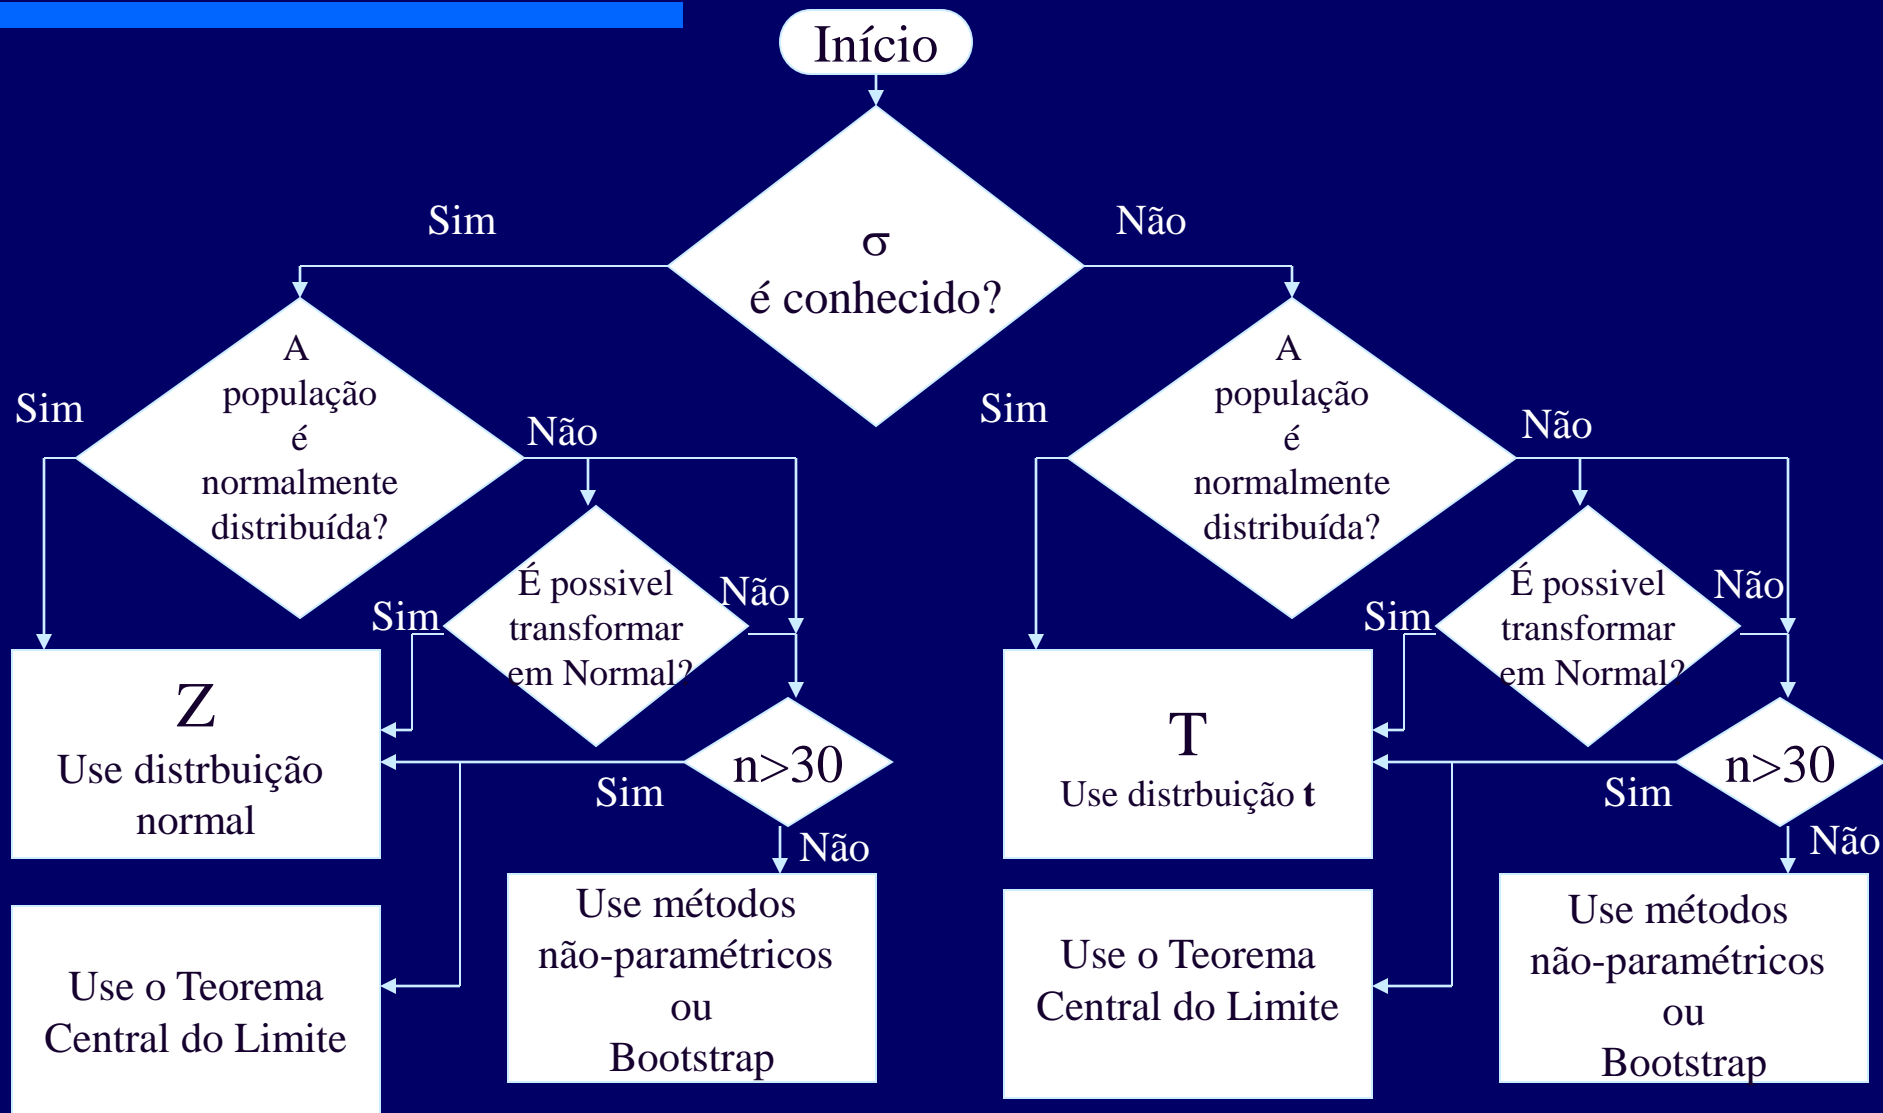 Início
σ
é conhecido?
Sim
Não
A
população
é
normalmente
distribuída?
Sim
Não
É possivel
transformar
em Normal?
Sim
Não
Z
Use distrbuição
normal
n>30
Sim
Não
Use o Teorema
Central do Limite
Use métodos
não-paramétricos
ou
Bootstrap
A
população
é
normalmente
distribuída?
Sim
Não
É possivel
transformar
em Normal?
Sim
Não
T
Use distrbuição t
n>30
Sim
Não
Use o Teorema
Central do Limite
Use métodos
não-paramétricos
ou
Bootstrap